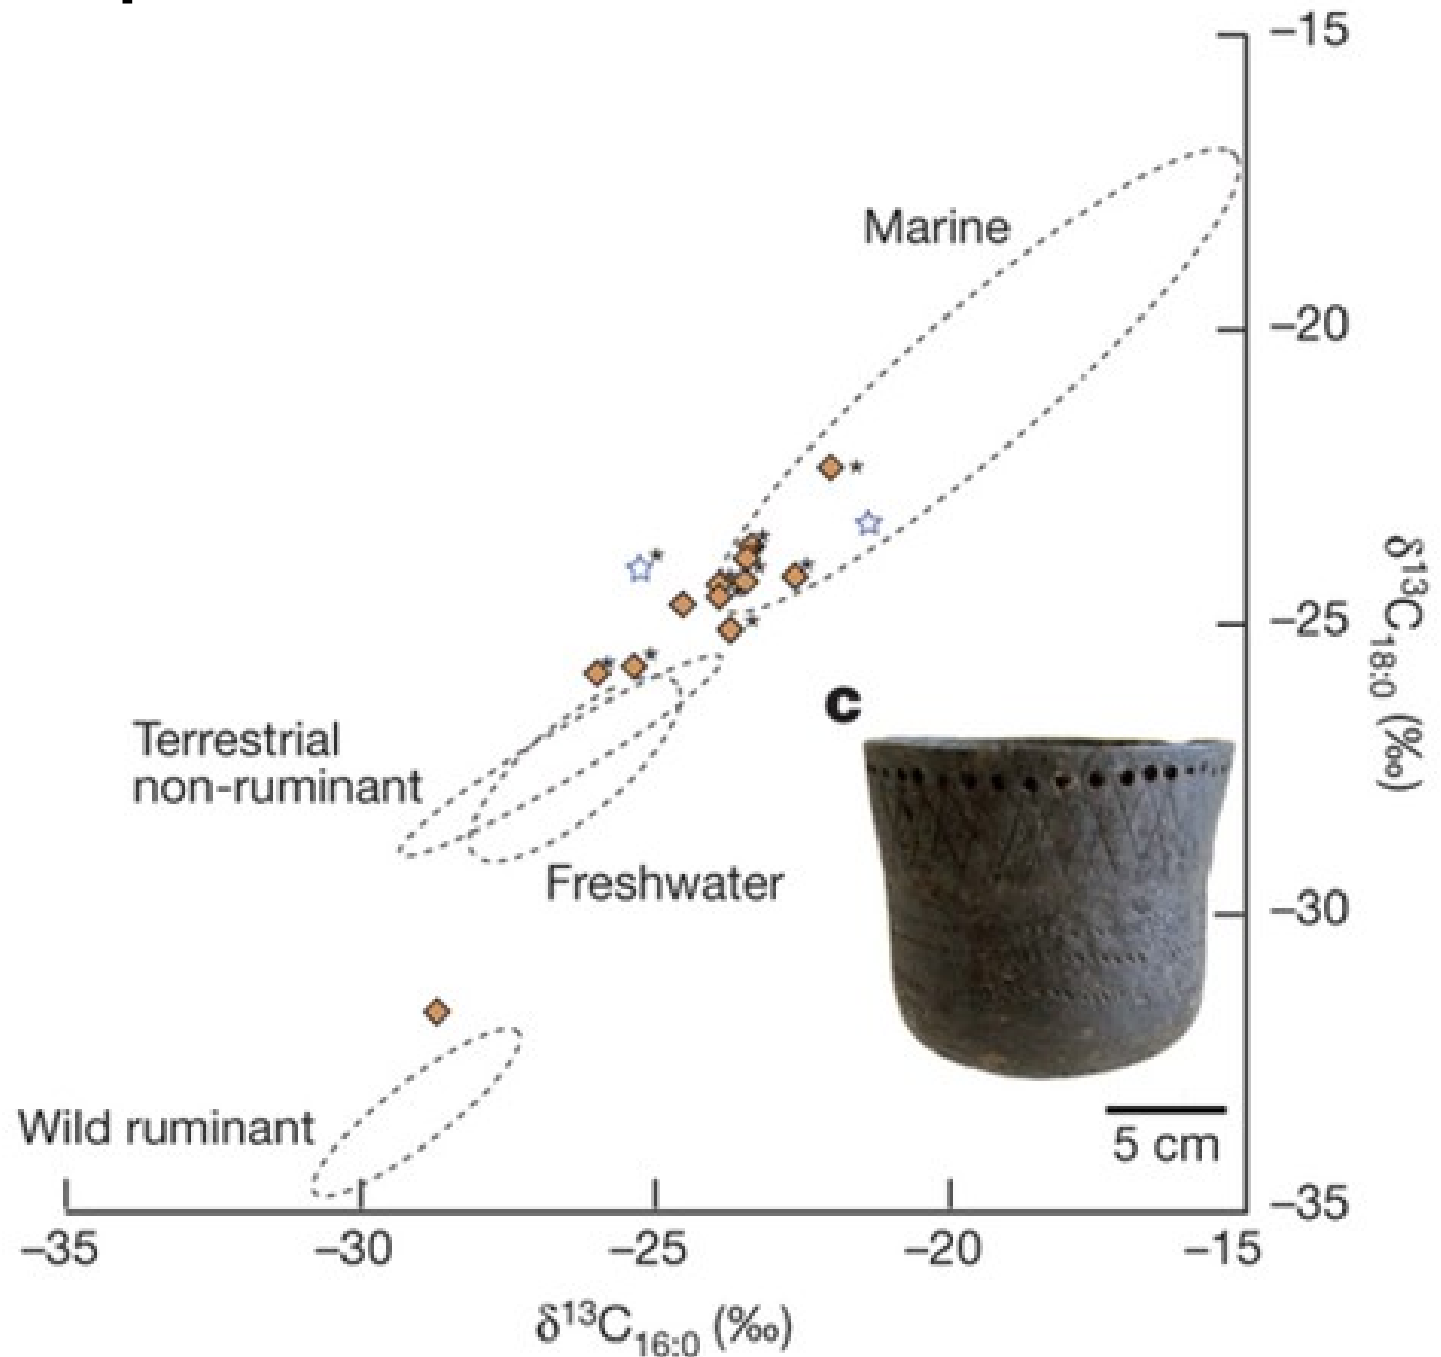 –15
Marine
–20
–25
δ¹³C₁₈:₀ (‰)
c
Terrestrial
non-ruminant
Freshwater
–30
Wild ruminant
5 cm
–35
–35 –30 –25 –20 –15
δ¹³C₁₆:₀ (‰)